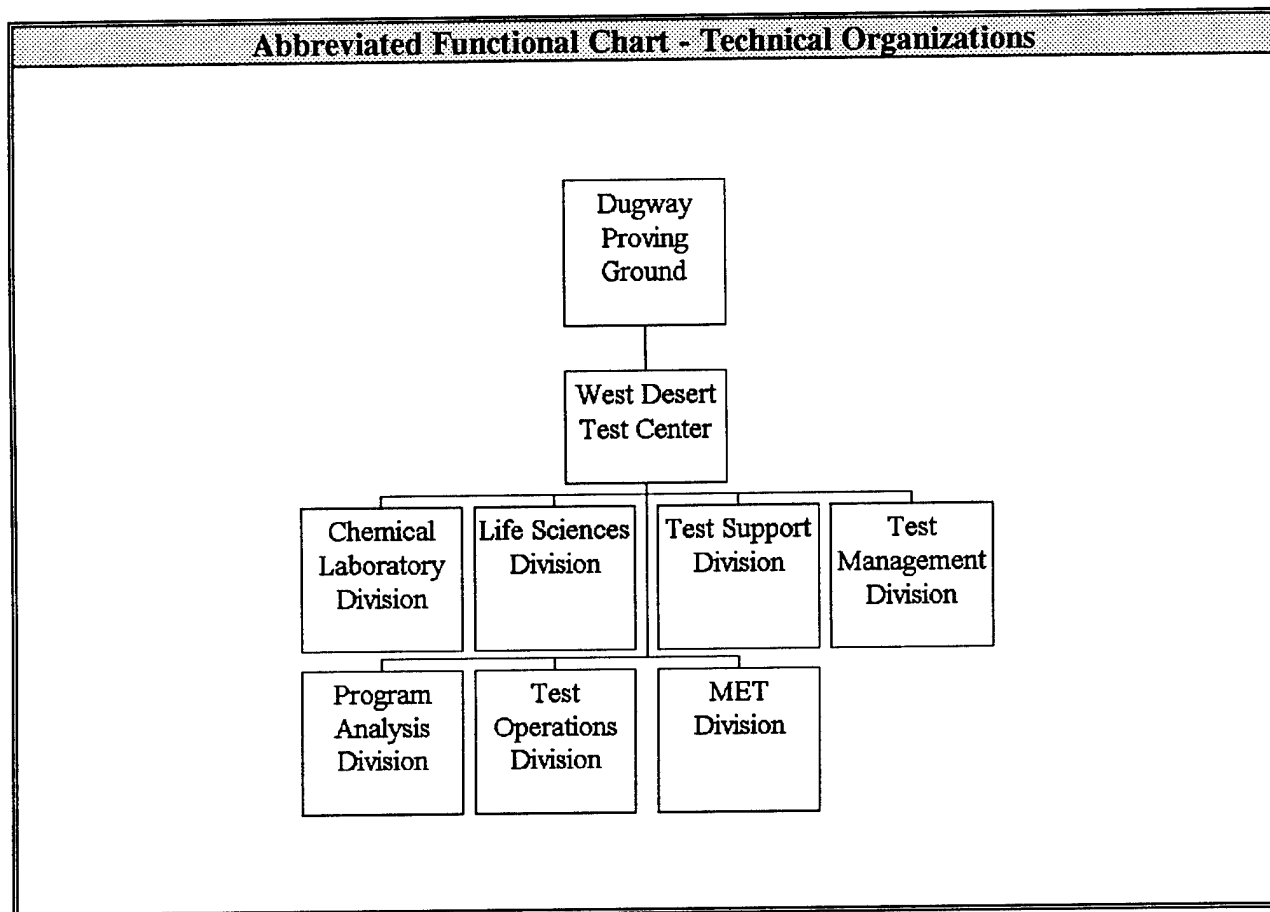 Abbreviated Functional Chart - Technical Organizations
Dugway
Proving
Ground
West Desert
Test Center
Chemical
Laboratory
Division
Life Sciences
Division
Test Support
Division
Test
Management
Division
Program
Analysis
Division
Test
Operations
Division
MET
Division